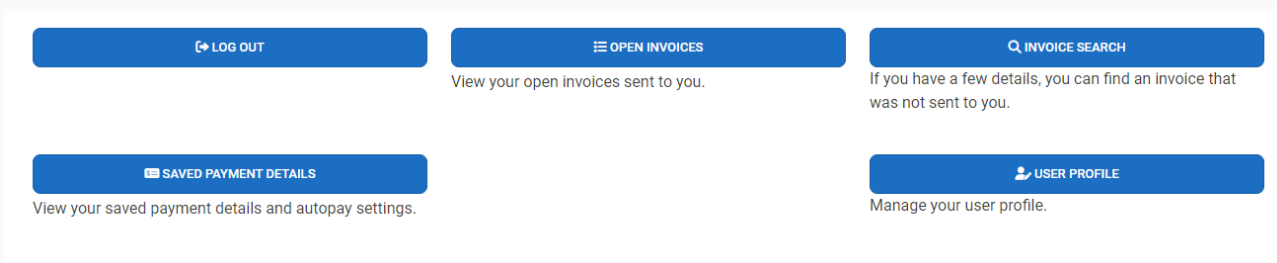 LOG OUT
OPEN INVOICES
View your open invoices sent to you.
INVOICE SEARCH
If you have a few details, you can find an invoice that
was not sent to you.
SAVED PAYMENT DETAILS
View your saved payment details and autopay settings.
USER PROFILE
Manage your user profile.